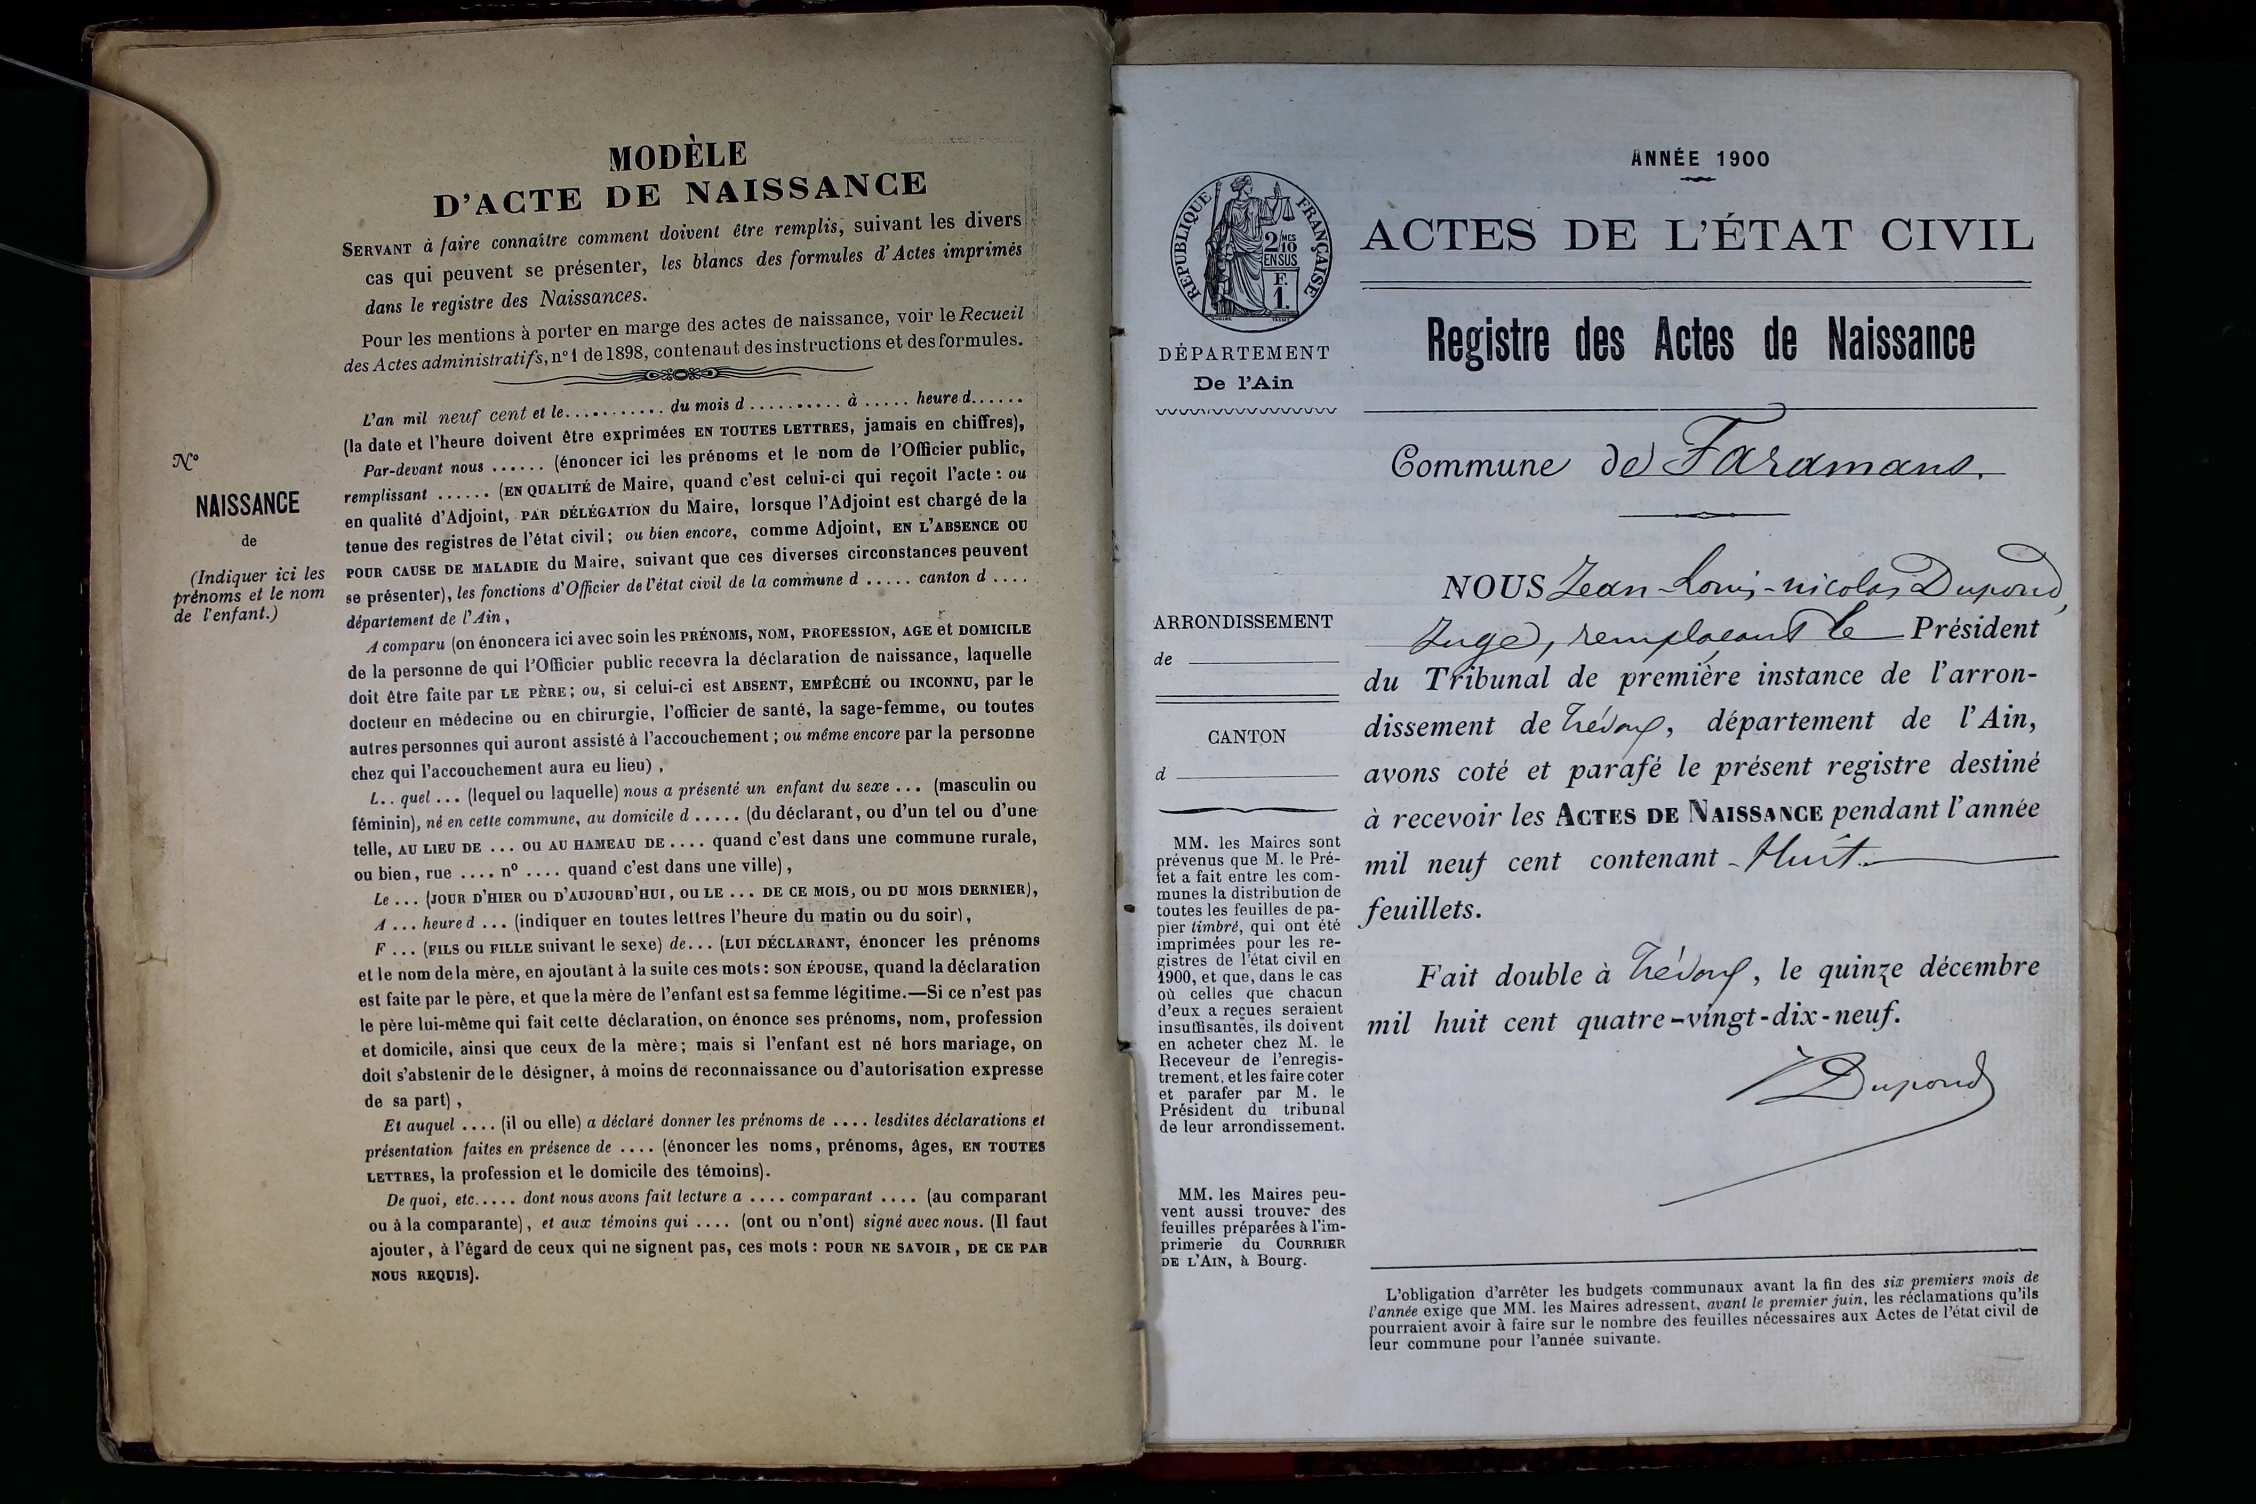 MODÈLE
D'ACTE DE NAISSANCE
SERVANT à faire connaître comment doivent être remplis, suivant les divers
cas qui peuvent se présenter, les blancs des formules d'Actes imprimés
dans le registre des Naissances.
Pour les mentions à porter en marge des actes de naissance, voir le Recueil
des Actes administratifs, n° 1 de 1898, contenant des instructions et des formules.
N°
NAISSANCE
de
(Indiquer ici les
prénoms et le nom
de l'enfant.)
L'an mil neuf cent et le........... du mois d .......... à ..... heure d......
(la date et l'heure doivent être exprimées EN TOUTES LETTRES, jamais en chiffres),
Par-devant nous ...... (énoncer ici les prénoms et le nom de l'Officier public,
remplissant ...... (EN QUALITÉ de Maire, quand c'est celui-ci qui reçoit l'acte : ou
en qualité d'Adjoint, PAR DÉLÉGATION du Maire, lorsque l'Adjoint est chargé de la
tenue des registres de l'état civil; ou bien encore, comme Adjoint, EN L'ABSENCE OU
POUR CAUSE DE MALADIE du Maire, suivant que ces diverses circonstances peuvent
se présenter), les fonctions d'Officier de l'état civil de la commune d ..... canton d ....
département de l'Ain,
A comparu (on énoncera ici avec soin les PRÉNOMS, NOM, PROFESSION, AGE et DOMICILE
de la personne de qui l'Officier public recevra la déclaration de naissance, laquelle
doit être faite par LE PÈRE; ou, si celui-ci est ABSENT, EMPÊCHÉ OU INCONNU, par le
docteur en médecine ou en chirurgie, l'officier de santé, la sage-femme, ou toutes
autres personnes qui auront assisté à l'accouchement; ou même encore par la personne
chez qui l'accouchement aura eu lieu),
L.. quel ... (lequel ou laquelle) nous a présenté un enfant du sexe ... (masculin ou
féminin), né en cette commune, au domicile d ..... (du déclarant, ou d'un tel ou d'une
telle, AU LIEU DE ... OU AU HAMEAU DE .... quand c'est dans une commune rurale,
ou bien, rue .... n° .... quand c'est dans une ville),
Le ... (JOUR D'HIER OU D'AUJOURD'HUI, OU LE ... DE CE MOIS, OU DU MOIS DERNIER),
A ... heure d ... (indiquer en toutes lettres l'heure du matin ou du soir),
F ... (FILS OU FILLE suivant le sexe) de... (LUI DÉCLARANT, énoncer les prénoms
et le nom de la mère, en ajoutant à la suite ces mots : SON ÉPOUSE, quand la déclaration
est faite par le père, et que la mère de l'enfant est sa femme légitime.—Si ce n'est pas
le père lui-même qui fait cette déclaration, on énonce ses prénoms, nom, profession
et domicile, ainsi que ceux de la mère; mais si l'enfant est né hors mariage, on
doit s'abstenir de le désigner, à moins de reconnaissance ou d'autorisation expresse
de sa part),
Et auquel .... (il ou elle) a déclaré donner les prénoms de .... lesdites déclarations et
présentation faites en présence de .... (énoncer les noms, prénoms, âges, EN TOUTES
LETTRES, la profession et le domicile des témoins).
De quoi, etc..... dont nous avons fait lecture a .... comparant .... (au comparant
ou à la comparante), et aux témoins qui .... (ont ou n'ont) signé avec nous. (Il faut
ajouter, à l'égard de ceux qui ne signent pas, ces mots : POUR NE SAVOIR, DE CE PAR
NOUS REQUIS).
ANNÉE 1900
RÉPUBLIQUE FRANÇAISE
2/10 MES
EN SUS
F.
1.
ACTES DE L'ÉTAT CIVIL
DÉPARTEMENT
De l'Ain
Registre des Actes de Naissance
Commune de Faramans.
NOUS Jean-Louis-nicolas Dupond,
Juge, remplaçant le Président
du Tribunal de première instance de l'arron-
dissement de Trévoux, département de l'Ain,
avons coté et parafé le présent registre destiné
à recevoir les ACTES DE NAISSANCE pendant l'année
mil neuf cent contenant - Huit
feuillets.
Fait double à Trévoux, le quinze décembre
mil huit cent quatre-vingt-dix-neuf.
Dupond
ARRONDISSEMENT
de
CANTON
d
MM. les Maires sont
prévenus que M. le Pré-
fet a fait entre les com-
munes la distribution de
toutes les feuilles de pa-
pier timbré, qui ont été
imprimées pour les re-
gistres de l'état civil en
1900, et que, dans le cas
où celles que chacun
d'eux a reçues seraient
insuffisantes, ils doivent
en acheter chez M. le
Receveur de l'enregis-
trement, et les faire coter
et parafer par M. le
Président du tribunal
de leur arrondissement.
MM. les Maires peu-
vent aussi trouver des
feuilles préparées à l'im-
primerie du COURRIER
DE L'AIN, à Bourg.
L'obligation d'arrêter les budgets communaux avant la fin des six premiers mois de
l'année exige que MM. les Maires adressent, avant le premier juin, les réclamations qu'ils
pourraient avoir à faire sur le nombre des feuilles nécessaires aux Actes de l'état civil de
leur commune pour l'année suivante.